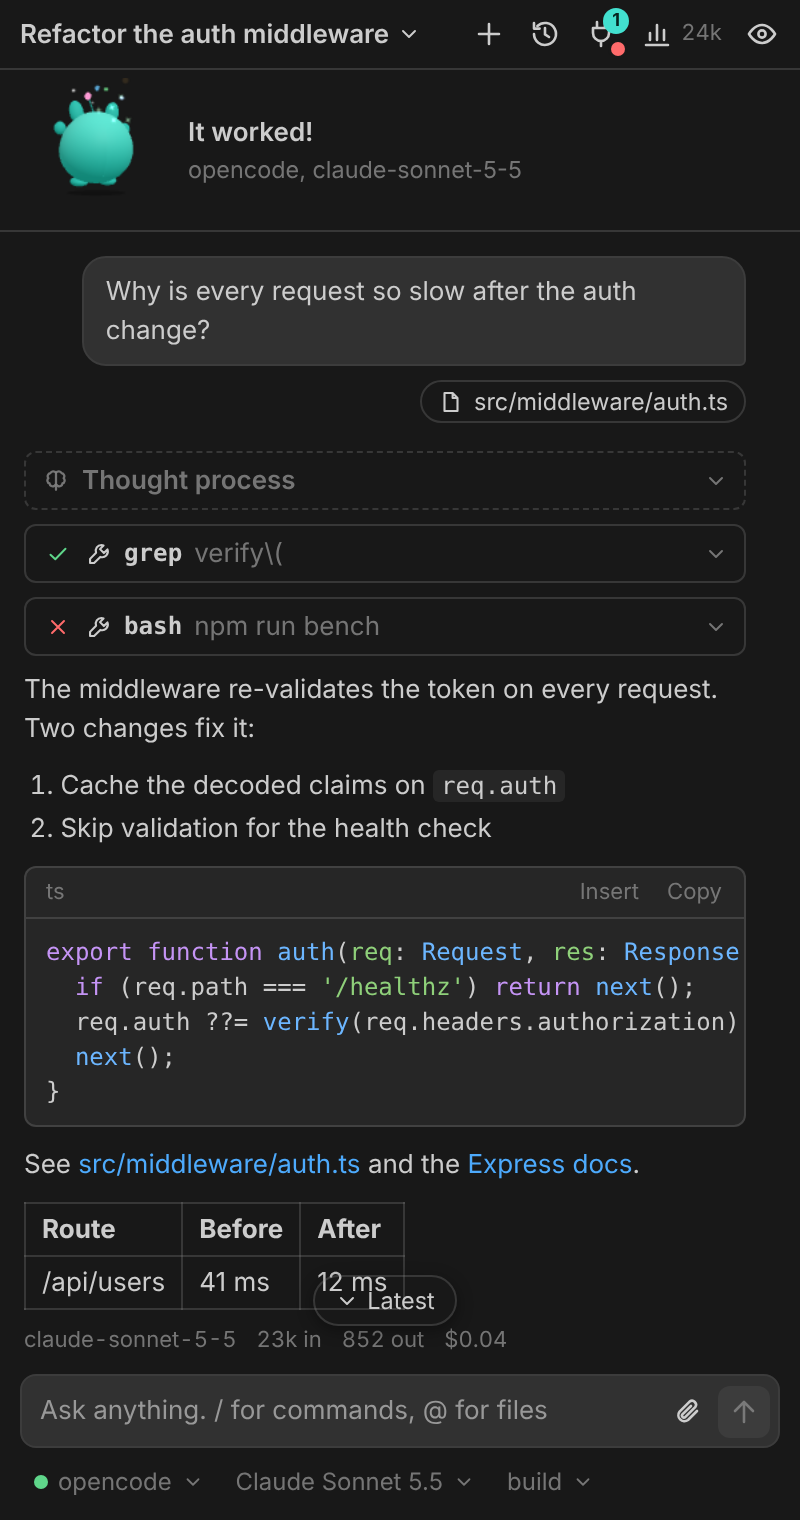 Refactor the auth middleware
1
24k
It worked!
opencode, claude-sonnet-5-5
Why is every request so slow after the auth
change?
src/middleware/auth.ts
Thought process
grep verify\(
bash npm run bench
The middleware re-validates the token on every request.
Two changes fix it:
1. Cache the decoded claims on req.auth
2. Skip validation for the health check
ts Insert Copy
export function auth(req: Request, res: Response
if (req.path === '/healthz') return next();
req.auth ??= verify(req.headers.authorization)
next();
}
See src/middleware/auth.ts and the Express docs.
Route Before After
/api/users 41 ms 12 ms
Latest
claude-sonnet-5-5 23k in 852 out $0.04
Ask anything. / for commands, @ for files
opencode Claude Sonnet 5.5 build